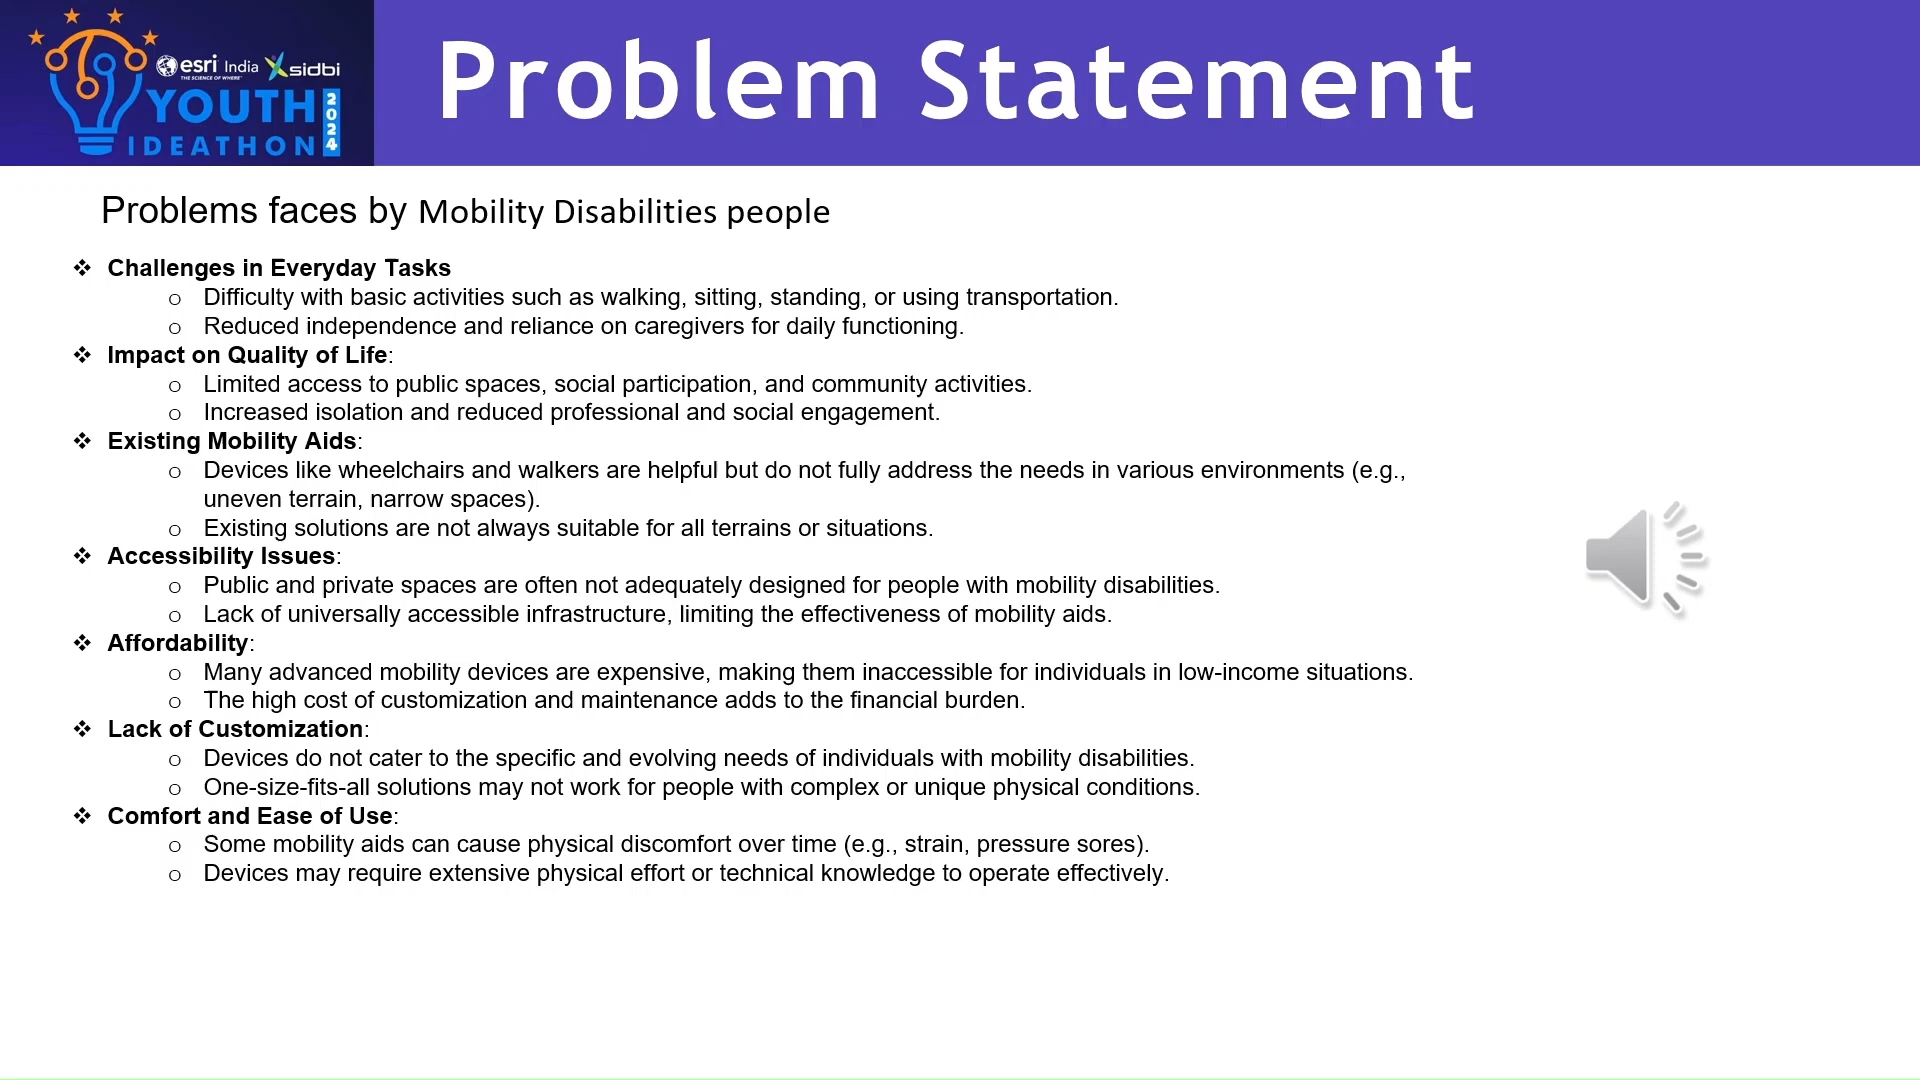 esri India
THE SCIENCE OF WHERE
sidbi
YOUTH
IDEATHON
2024
Problem Statement
Problems faces by Mobility Disabilities people
❖ Challenges in Everyday Tasks
o Difficulty with basic activities such as walking, sitting, standing, or using transportation.
o Reduced independence and reliance on caregivers for daily functioning.
❖ Impact on Quality of Life:
o Limited access to public spaces, social participation, and community activities.
o Increased isolation and reduced professional and social engagement.
❖ Existing Mobility Aids:
o Devices like wheelchairs and walkers are helpful but do not fully address the needs in various environments (e.g.,
uneven terrain, narrow spaces).
o Existing solutions are not always suitable for all terrains or situations.
❖ Accessibility Issues:
o Public and private spaces are often not adequately designed for people with mobility disabilities.
o Lack of universally accessible infrastructure, limiting the effectiveness of mobility aids.
❖ Affordability:
o Many advanced mobility devices are expensive, making them inaccessible for individuals in low-income situations.
o The high cost of customization and maintenance adds to the financial burden.
❖ Lack of Customization:
o Devices do not cater to the specific and evolving needs of individuals with mobility disabilities.
o One-size-fits-all solutions may not work for people with complex or unique physical conditions.
❖ Comfort and Ease of Use:
o Some mobility aids can cause physical discomfort over time (e.g., strain, pressure sores).
o Devices may require extensive physical effort or technical knowledge to operate effectively.